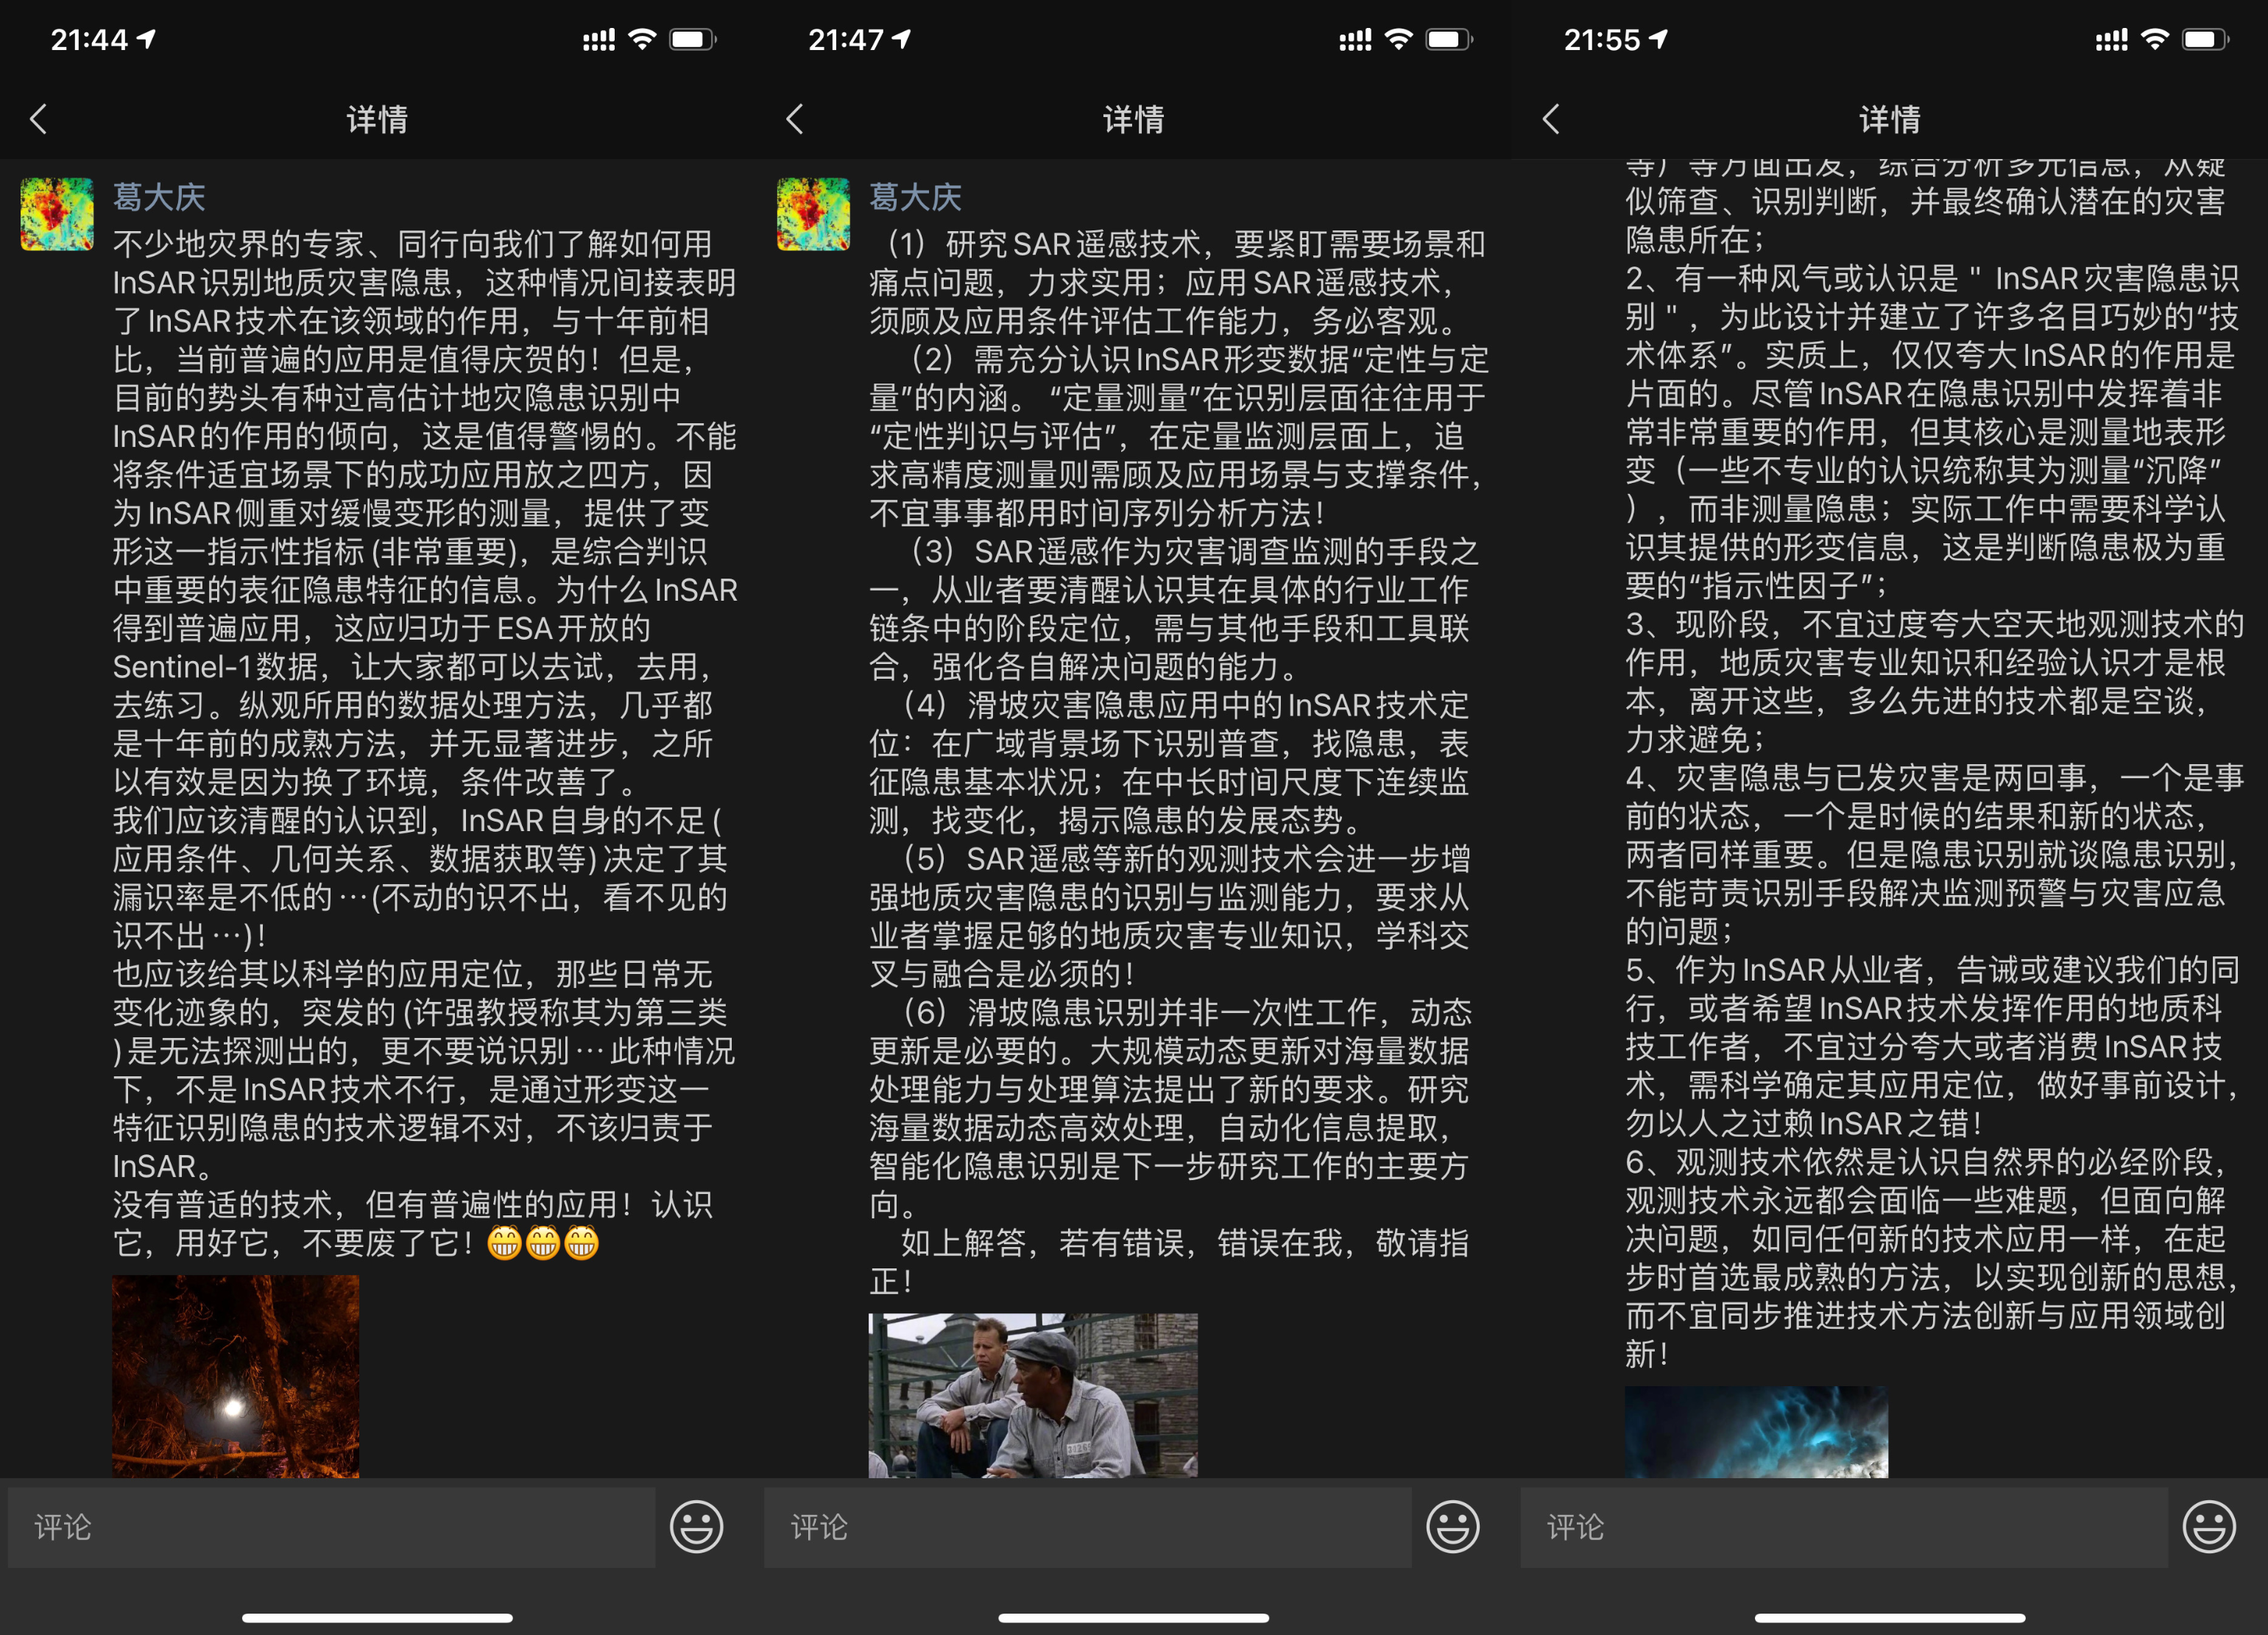 21:44
详情
葛大庆
不少地灾界的专家、同行向我们了解如何用
InSAR识别地质灾害隐患，这种情况间接表明
了InSAR技术在该领域的作用，与十年前相
比，当前普遍的应用是值得庆贺的！但是，
目前的势头有种过高估计地灾隐患识别中
InSAR的作用的倾向，这是值得警惕的。不能
将条件适宜场景下的成功应用放之四方，因
为InSAR侧重对缓慢变形的测量，提供了变
形这一指示性指标(非常重要)，是综合判识
中重要的表征隐患特征的信息。为什么InSAR
得到普遍应用，这应归功于ESA开放的
Sentinel-1数据，让大家都可以去试，去用，
去练习。纵观所用的数据处理方法，几乎都
是十年前的成熟方法，并无显著进步，之所
以有效是因为换了环境，条件改善了。
我们应该清醒的认识到，InSAR自身的不足(
应用条件、几何关系、数据获取等)决定了其
漏识率是不低的…(不动的识不出，看不见的
识不出…)！
也应该给其以科学的应用定位，那些日常无
变化迹象的，突发的(许强教授称其为第三类
)是无法探测出的，更不要说识别…此种情况
下，不是InSAR技术不行，是通过形变这一
特征识别隐患的技术逻辑不对，不该归责于
InSAR。
没有普适的技术，但有普遍性的应用！认识
它，用好它，不要废了它！😁😁😁
评论
21:47
详情
葛大庆
（1）研究SAR遥感技术，要紧盯需要场景和
痛点问题，力求实用；应用SAR遥感技术，
须顾及应用条件评估工作能力，务必客观。
（2）需充分认识InSAR形变数据“定性与定
量”的内涵。 “定量测量”在识别层面往往用于
“定性判识与评估”，在定量监测层面上，追
求高精度测量则需顾及应用场景与支撑条件，
不宜事事都用时间序列分析方法！
（3）SAR遥感作为灾害调查监测的手段之
一，从业者要清醒认识其在具体的行业工作
链条中的阶段定位，需与其他手段和工具联
合，强化各自解决问题的能力。
（4）滑坡灾害隐患应用中的InSAR技术定
位：在广域背景场下识别普查，找隐患，表
征隐患基本状况；在中长时间尺度下连续监
测，找变化，揭示隐患的发展态势。
（5）SAR遥感等新的观测技术会进一步增
强地质灾害隐患的识别与监测能力，要求从
业者掌握足够的地质灾害专业知识，学科交
叉与融合是必须的！
（6）滑坡隐患识别并非一次性工作，动态
更新是必要的。大规模动态更新对海量数据
处理能力与处理算法提出了新的要求。研究
海量数据动态高效处理，自动化信息提取，
智能化隐患识别是下一步研究工作的主要方
向。
如上解答，若有错误，错误在我，敬请指
正！
评论
21:55
详情
等）等方面出发，综合分析多元信息，从疑
似筛查、识别判断，并最终确认潜在的灾害
隐患所在；
2、有一种风气或认识是＂InSAR灾害隐患识
别＂，为此设计并建立了许多名目巧妙的“技
术体系”。实质上，仅仅夸大InSAR的作用是
片面的。尽管InSAR在隐患识别中发挥着非
常非常重要的作用，但其核心是测量地表形
变（一些不专业的认识统称其为测量“沉降”
），而非测量隐患；实际工作中需要科学认
识其提供的形变信息，这是判断隐患极为重
要的“指示性因子”；
3、现阶段，不宜过度夸大空天地观测技术的
作用，地质灾害专业知识和经验认识才是根
本，离开这些，多么先进的技术都是空谈，
力求避免；
4、灾害隐患与已发灾害是两回事，一个是事
前的状态，一个是时候的结果和新的状态，
两者同样重要。但是隐患识别就谈隐患识别，
不能苛责识别手段解决监测预警与灾害应急
的问题；
5、作为InSAR从业者，告诫或建议我们的同
行，或者希望InSAR技术发挥作用的地质科
技工作者，不宜过分夸大或者消费InSAR技
术，需科学确定其应用定位，做好事前设计，
勿以人之过赖InSAR之错！
6、观测技术依然是认识自然界的必经阶段，
观测技术永远都会面临一些难题，但面向解
决问题，如同任何新的技术应用一样，在起
步时首选最成熟的方法，以实现创新的思想，
而不宜同步推进技术方法创新与应用领域创
新！
评论